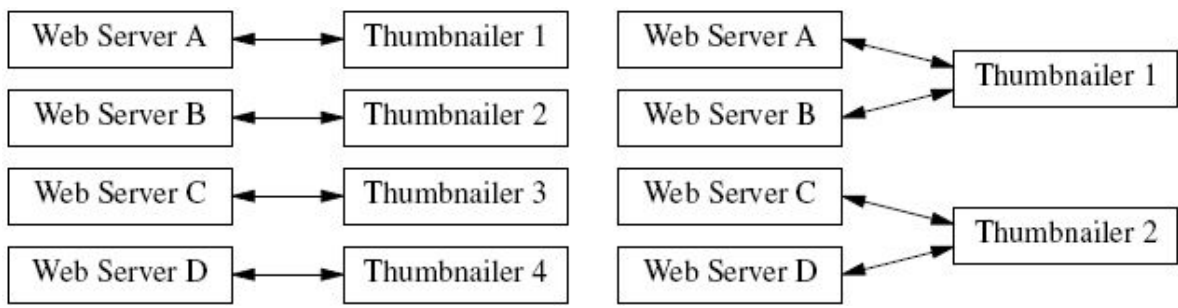 Web Server A
Thumbnailer 1
Web Server B
Thumbnailer 2
Web Server C
Thumbnailer 3
Web Server D
Thumbnailer 4
Web Server A
Web Server B
Thumbnailer 1
Web Server C
Web Server D
Thumbnailer 2